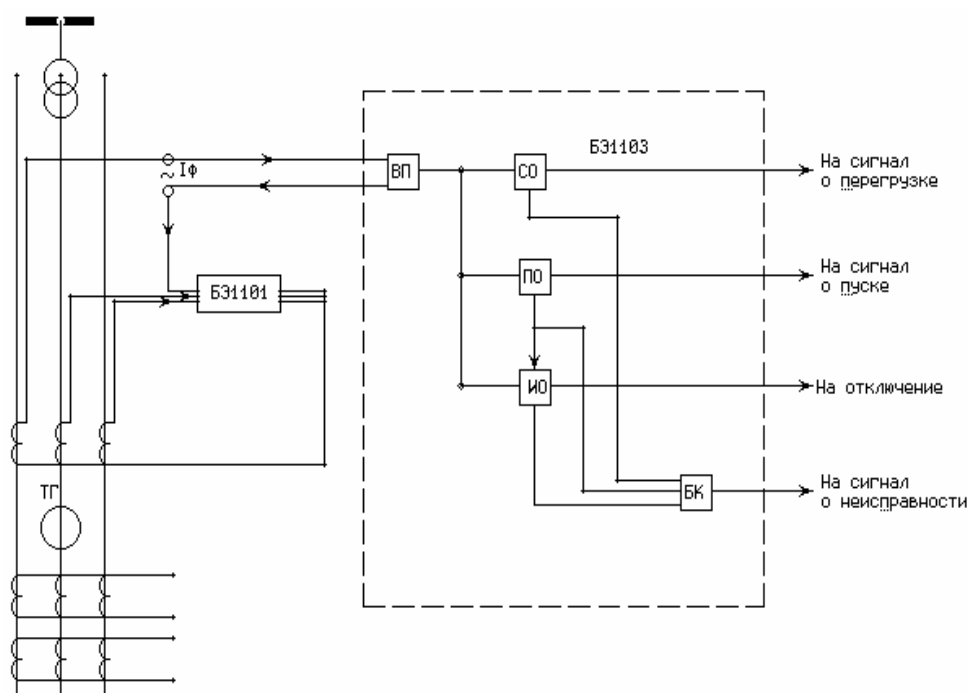 БЭ1103
На сигнал
о перегрузке
Iф
~
ВП
СО
На сигнал
о пуске
ПО
БЭ1101
ИО
На отключение
На сигнал
о неисправности
БК
ТГ